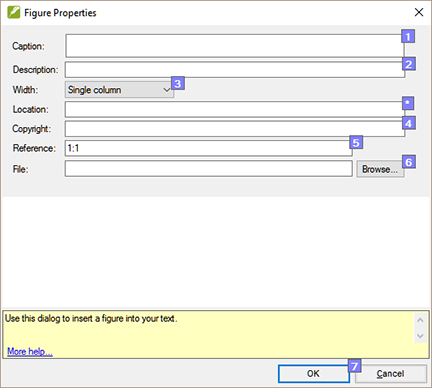 Figure Properties
Caption: 1
Description: 2
Width: Single column 3
Location: *
Copyright: 4
Reference: 1:1 5
File: Browse... 6
Use this dialog to insert a figure into your text.
More help...
OK 7 Cancel